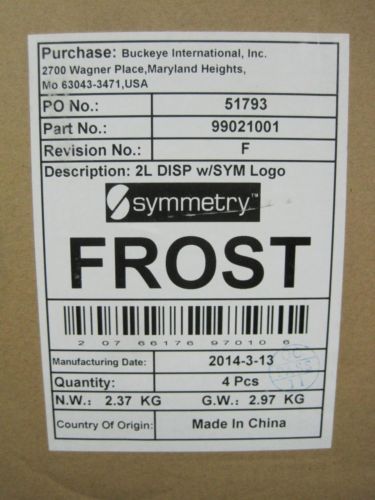 Purchase: Buckeye International, Inc.
2700 Wagner Place,Maryland Heights,
Mo 63043-3471,USA
PO No.: 51793
Part No.: 99021001
Revision No.: F
Description: 2L DISP w/SYM Logo
symmetry™
FROST
2 07 66176 97010 6
Manufacturing Date: 2014-3-13
Quantity: 4 Pcs
N.W.: 2.37 KG G.W.: 2.97 KG
Country Of Origin: Made In China